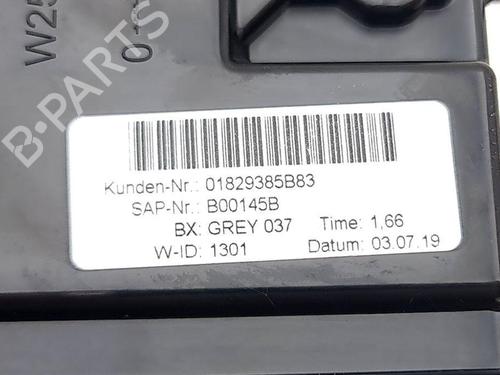 W25
B-PARTS
Kunden-Nr.: 01829385B83
SAP-Nr.: B00145B
BX: GREY 037 Time: 1,66
W-ID: 1301 Datum: 03.07.19